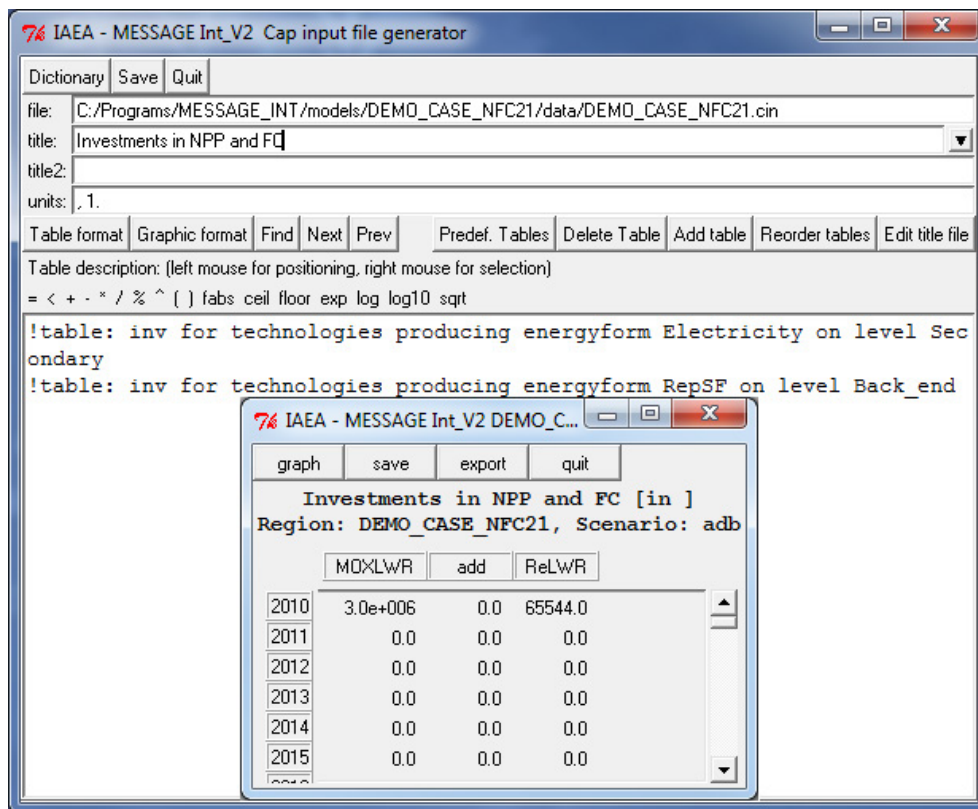 IAEA - MESSAGE Int_V2 Cap input file generator
Dictionary Save Quit
file: C:/Programs/MESSAGE_INT/models/DEMO_CASE_NFC21/data/DEMO_CASE_NFC21.cin
title: Investments in NPP and FC
title2:
units: , 1.
Table format Graphic format Find Next Prev Predef. Tables Delete Table Add table Reorder tables Edit title file
Table description: (left mouse for positioning, right mouse for selection)
= < + - * / % ^ ( ) fabs ceil floor exp log log10 sqrt
!table: inv for technologies producing energyform Electricity on level Sec
ondary
!table: inv for technologies producing energyform RepSF on level Back_end
IAEA - MESSAGE Int_V2 DEMO_C...
graph save export quit
Investments in NPP and FC [in ]
Region: DEMO_CASE_NFC21, Scenario: adb
MOXLWR add ReLWR
2010 3.0e+006 0.0 65544.0
2011 0.0 0.0 0.0
2012 0.0 0.0 0.0
2013 0.0 0.0 0.0
2014 0.0 0.0 0.0
2015 0.0 0.0 0.0